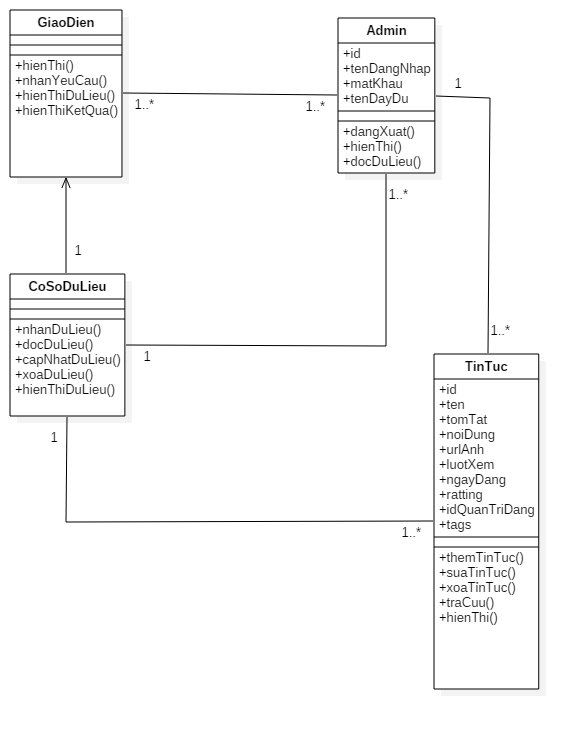 GiaoDien
+hienThi()
+nhanYeuCau()
+hienThiDuLieu()
+hienThiKetQua()
1..*
1..*
Admin
+id
+tenDangNhap
+matKhau
+tenDayDu
+dangXuat()
+hienThi()
+docDuLieu()
1
1..*
1
CoSoDuLieu
+nhanDuLieu()
+docDuLieu()
+capNhatDuLieu()
+xoaDuLieu()
+hienThiDuLieu()
1
1
1..*
1..*
TinTuc
+id
+ten
+tomTat
+noiDung
+urlAnh
+luotXem
+ngayDang
+ratting
+idQuanTriDang
+tags
+themTinTuc()
+suaTinTuc()
+xoaTinTuc()
+traCuu()
+hienThi()